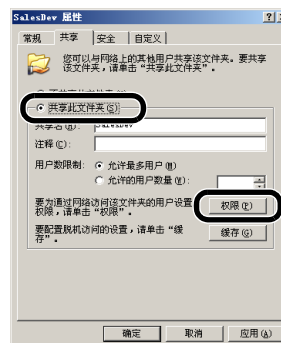 SalesDev 属性
常规 共享 安全 自定义
您可以与网络上的其他用户共享该文件夹。要共享
该文件夹，请单击“共享此文件夹”。
共享此文件夹(S)
共享名(H): SalesDev
注释(C):
用户数限制: 允许最多用户(M)
允许的用户数量(W):
要为通过网络访问该文件夹的用户设置
权限，请单击“权限”。
权限(P)
要配置脱机访问的设置，请单击“缓
存”。
缓存(G)
确定 取消 应用(A)